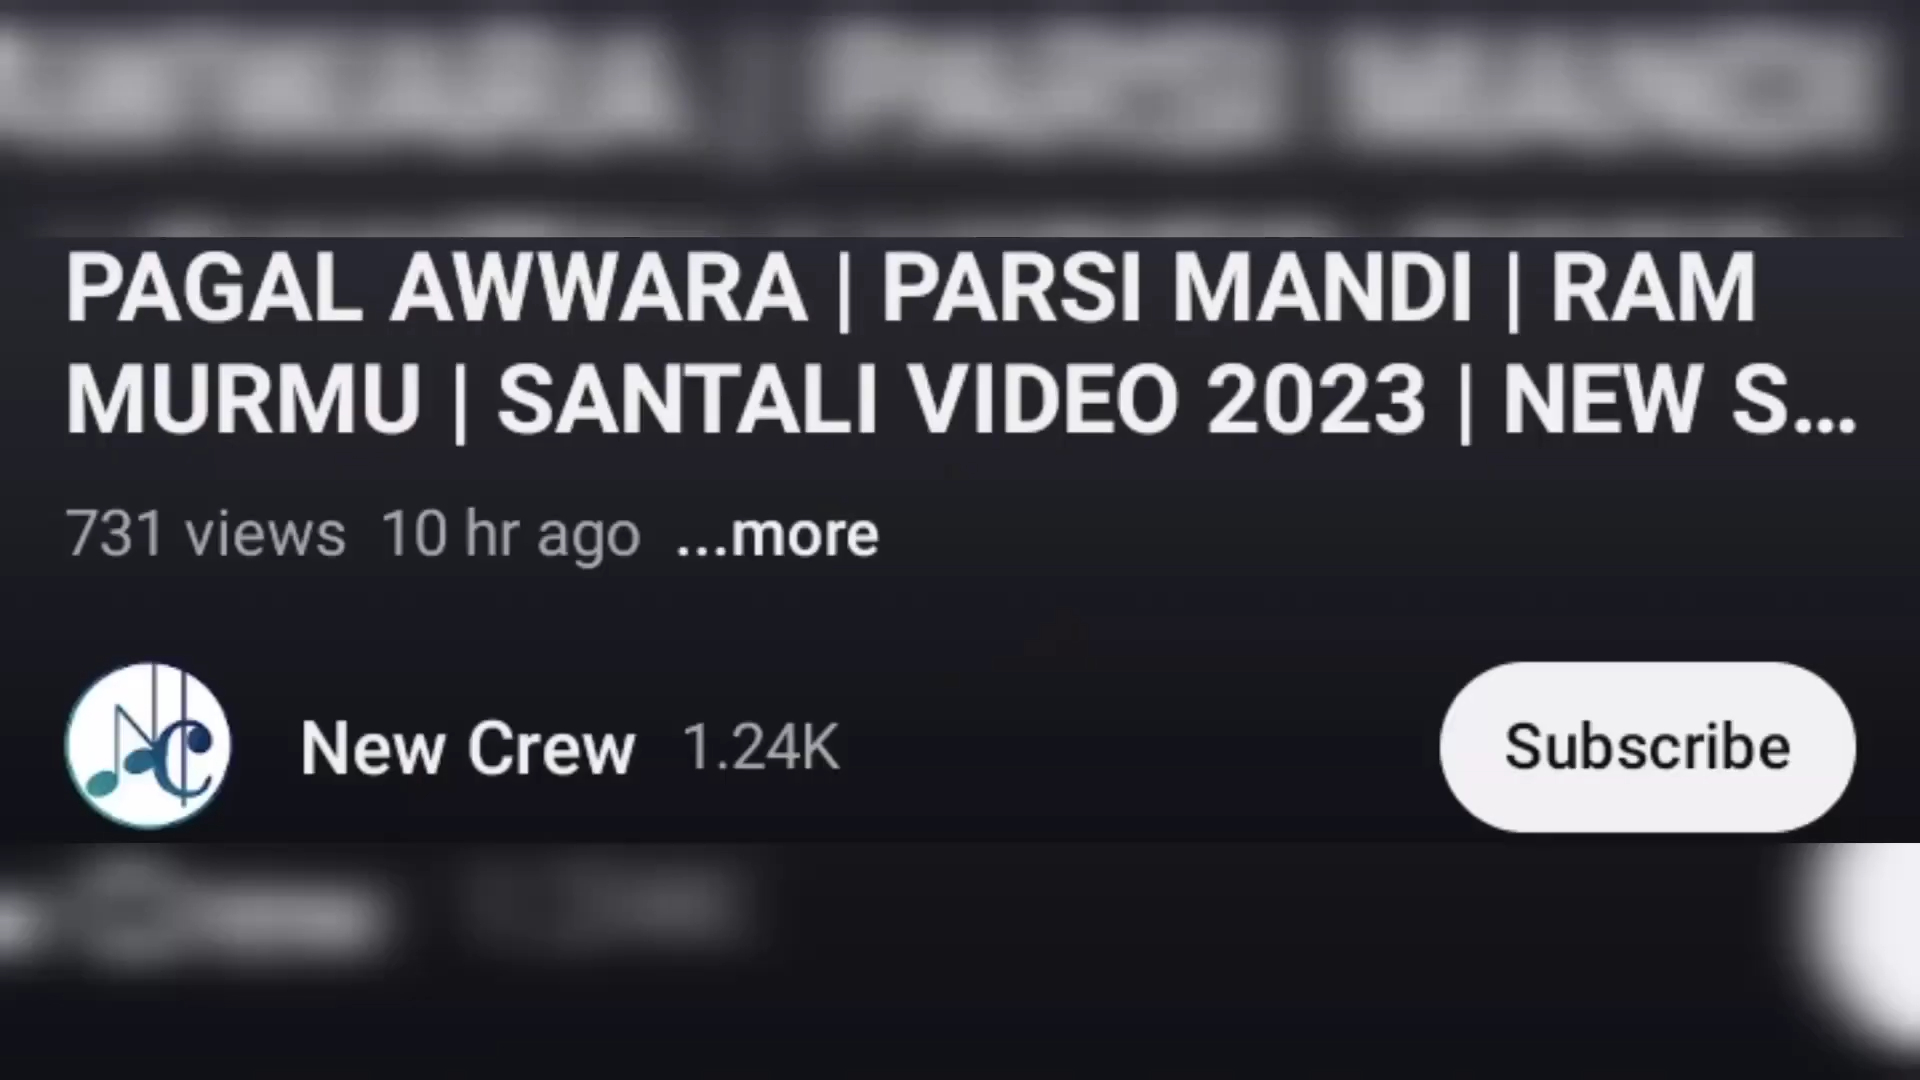 PAGAL AWWARA | PARSI MANDI | RAM
MURMU | SANTALI VIDEO 2023 | NEW S...
731 views 10 hr ago ...more
New Crew 1.24K
Subscribe